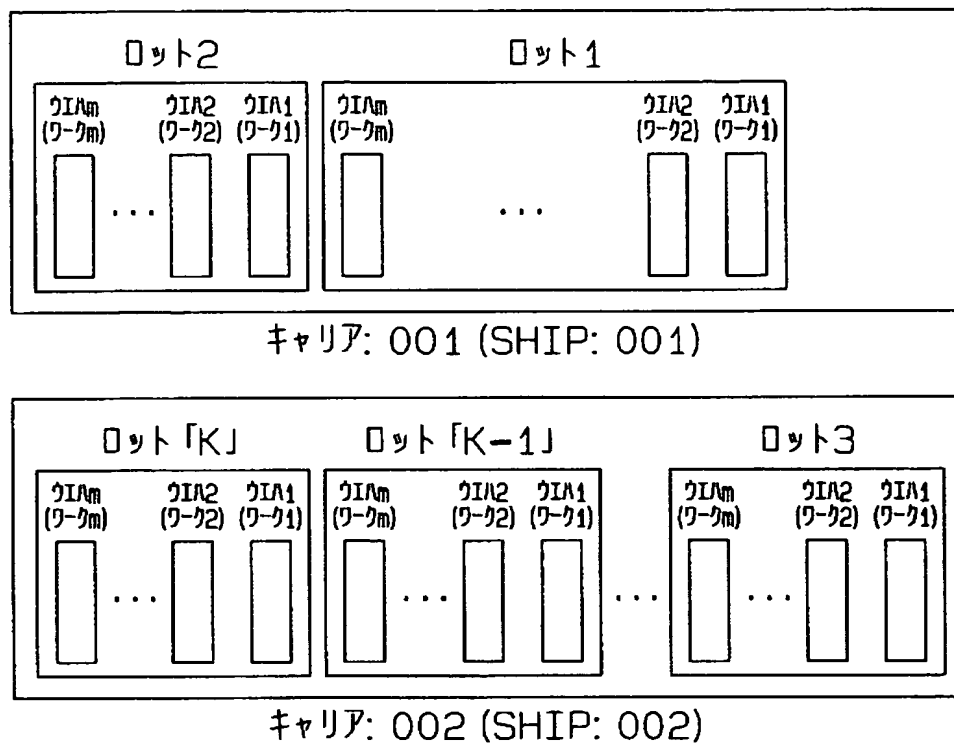 ロット2 ロット1
ウエハm ウエハ2 ウエハ1 ウエハm ウエハ2 ウエハ1
(ワークm) (ワーク2) (ワーク1) (ワークm) (ワーク2) (ワーク1)
... ...
キャリア: 001 (SHIP: 001)
ロット「K」 ロット「K-1」 ロット3
ウエハm ウエハ2 ウエハ1 ウエハm ウエハ2 ウエハ1 ウエハm ウエハ2 ウエハ1
(ワークm) (ワーク2) (ワーク1) (ワークm) (ワーク2) (ワーク1) (ワークm) (ワーク2) (ワーク1)
... ... ... ...
キャリア: 002 (SHIP: 002)